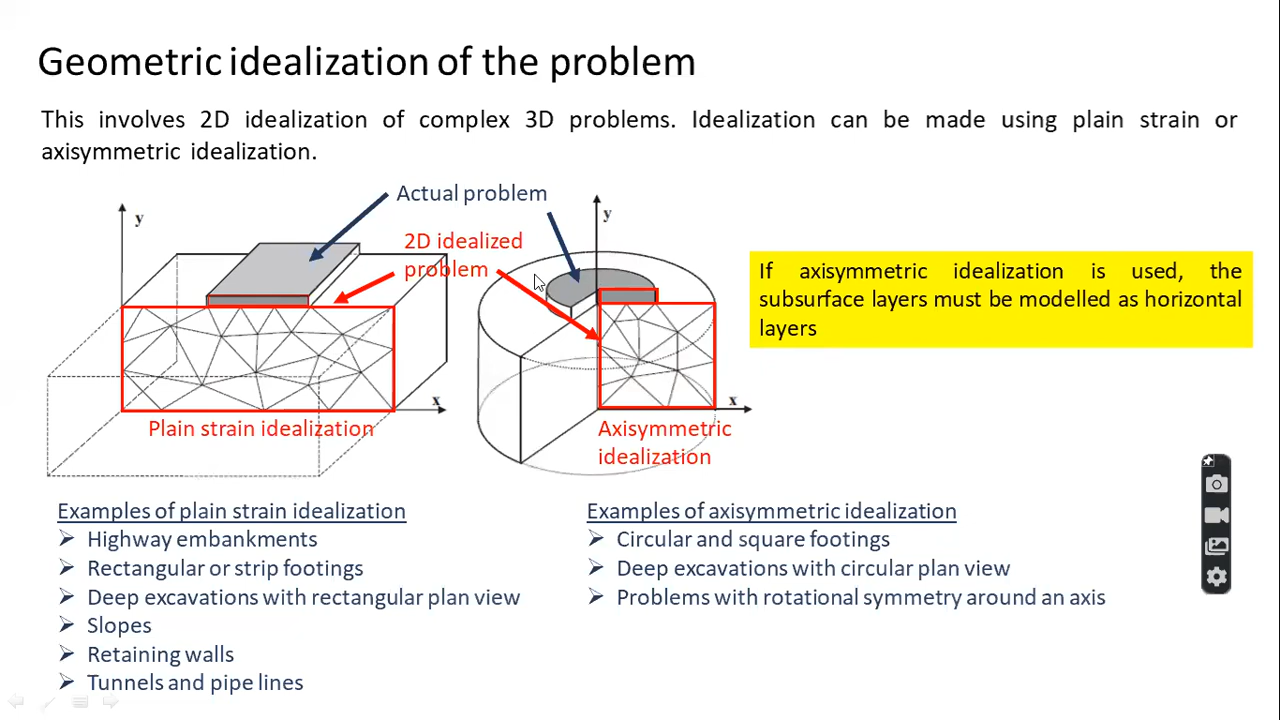 Geometric idealization of the problem
This involves 2D idealization of complex 3D problems. Idealization can be made using plain strain or
axisymmetric idealization.
Actual problem
y
y
2D idealized
problem
If axisymmetric idealization is used, the
subsurface layers must be modelled as horizontal
layers
x
x
Plain strain idealization
Axisymmetric
idealization
Examples of plain strain idealization
➢ Highway embankments
➢ Rectangular or strip footings
➢ Deep excavations with rectangular plan view
➢ Slopes
➢ Retaining walls
➢ Tunnels and pipe lines
Examples of axisymmetric idealization
➢ Circular and square footings
➢ Deep excavations with circular plan view
➢ Problems with rotational symmetry around an axis